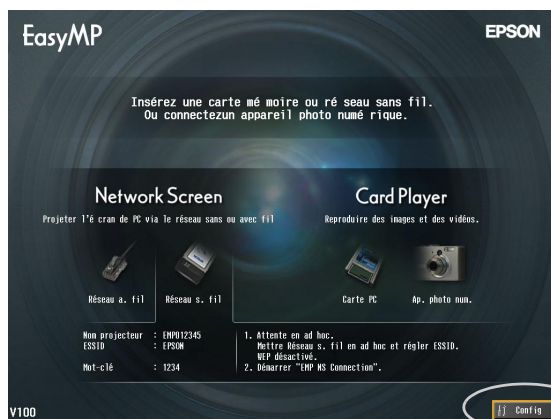 EasyMP
EPSON
Insérez une carte mé moire ou ré seau sans fil.
Ou connectezun appareil photo numé rique.
Network Screen
Projeter l'é cran de PC via le réseau sans ou avec fil
Card Player
Reproduire des images et des vidéos.
Réseau a. fil
Réseau s. fil
Carte PC
Ap. photo num.
Nom projecteur : EMP012345
ESSID : EPSON
Mot-clé : 1234
1. Attente en ad hoc.
Mettre Réseau s. fil en ad hoc et régler ESSID.
WEP désactivé.
2. Démarrer "EMP NS Connection".
V100
Config